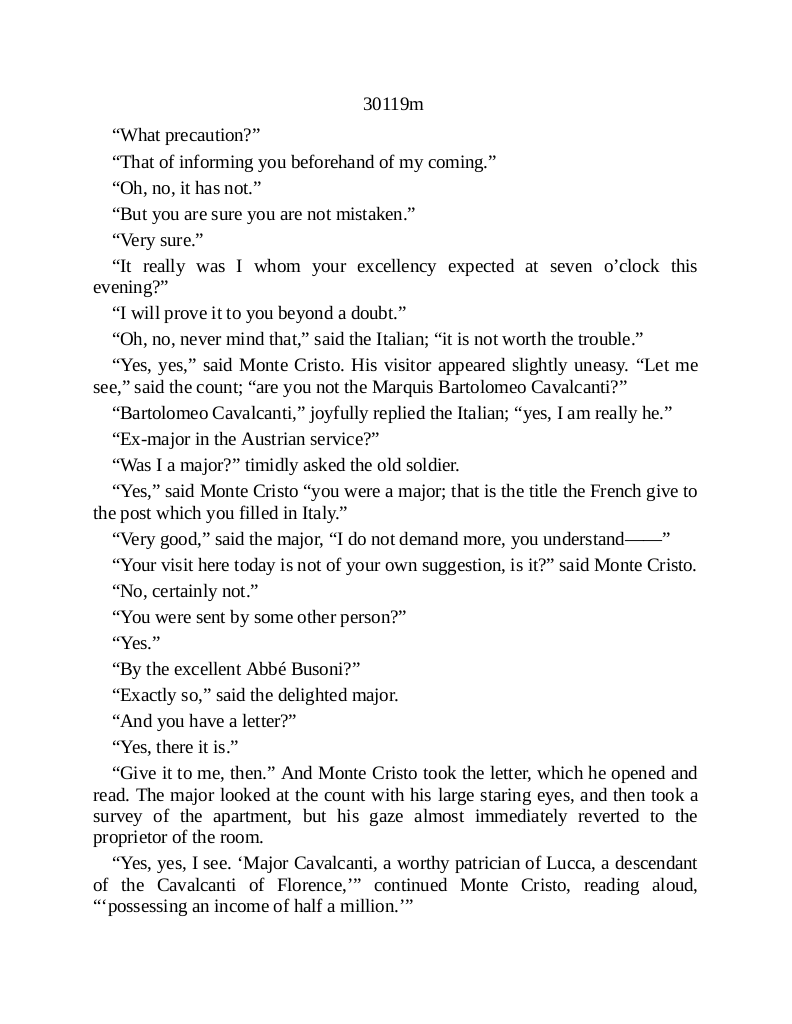 30119m
“What precaution?”
“That of informing you beforehand of my coming.”
“Oh, no, it has not.”
“But you are sure you are not mistaken.”
“Very sure.”
“It really was I whom your excellency expected at seven o’clock this
evening?”
“I will prove it to you beyond a doubt.”
“Oh, no, never mind that,” said the Italian; “it is not worth the trouble.”
“Yes, yes,” said Monte Cristo. His visitor appeared slightly uneasy. “Let me
see,” said the count; “are you not the Marquis Bartolomeo Cavalcanti?”
“Bartolomeo Cavalcanti,” joyfully replied the Italian; “yes, I am really he.”
“Ex-major in the Austrian service?”
“Was I a major?” timidly asked the old soldier.
“Yes,” said Monte Cristo “you were a major; that is the title the French give to
the post which you filled in Italy.”
“Very good,” said the major, “I do not demand more, you understand——”
“Your visit here today is not of your own suggestion, is it?” said Monte Cristo.
“No, certainly not.”
“You were sent by some other person?”
“Yes.”
“By the excellent Abbé Busoni?”
“Exactly so,” said the delighted major.
“And you have a letter?”
“Yes, there it is.”
“Give it to me, then.” And Monte Cristo took the letter, which he opened and
read. The major looked at the count with his large staring eyes, and then took a
survey of the apartment, but his gaze almost immediately reverted to the
proprietor of the room.
“Yes, yes, I see. ‘Major Cavalcanti, a worthy patrician of Lucca, a descendant
of the Cavalcanti of Florence,’” continued Monte Cristo, reading aloud,
“‘possessing an income of half a million.’”